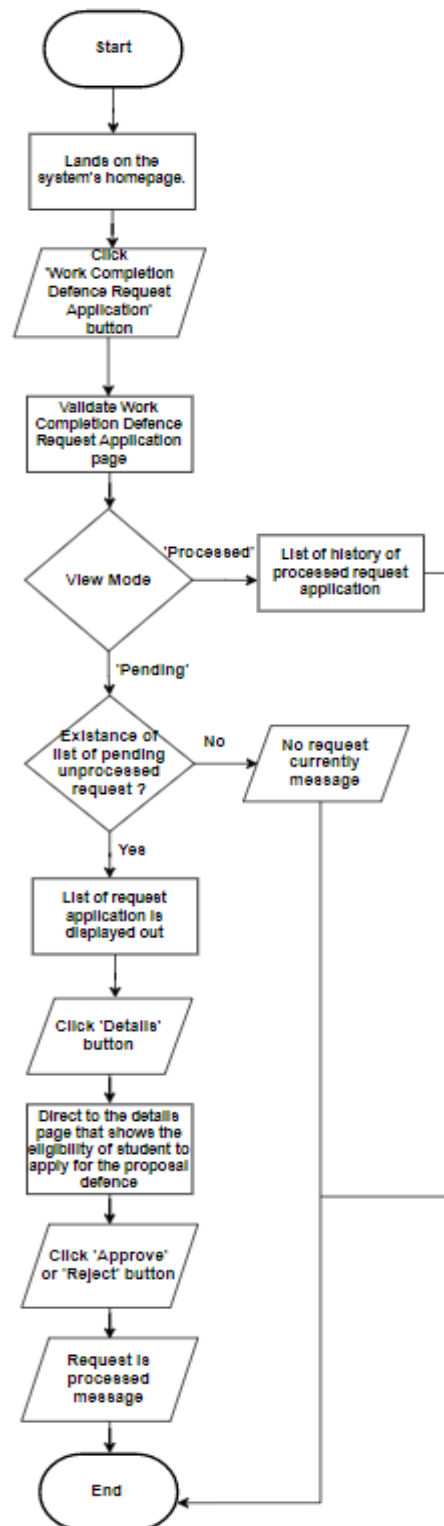 Start
Lands on the
system's homepage.
Click
'Work Completion
Defence Request
Application'
button
Validate Work
Completion Defence
Request Application
page
View Mode
'Processed'
List of history of
processed request
application
'Pending'
Existance of
list of pending
unprocessed
request ?
No
No request
currently
message
Yes
List of request
application is
displayed out
Click 'Details'
button
Direct to the details
page that shows the
eligibility of student to
apply for the proposal
defence
Click 'Approve'
or 'Reject' button
Request is
processed
message
End